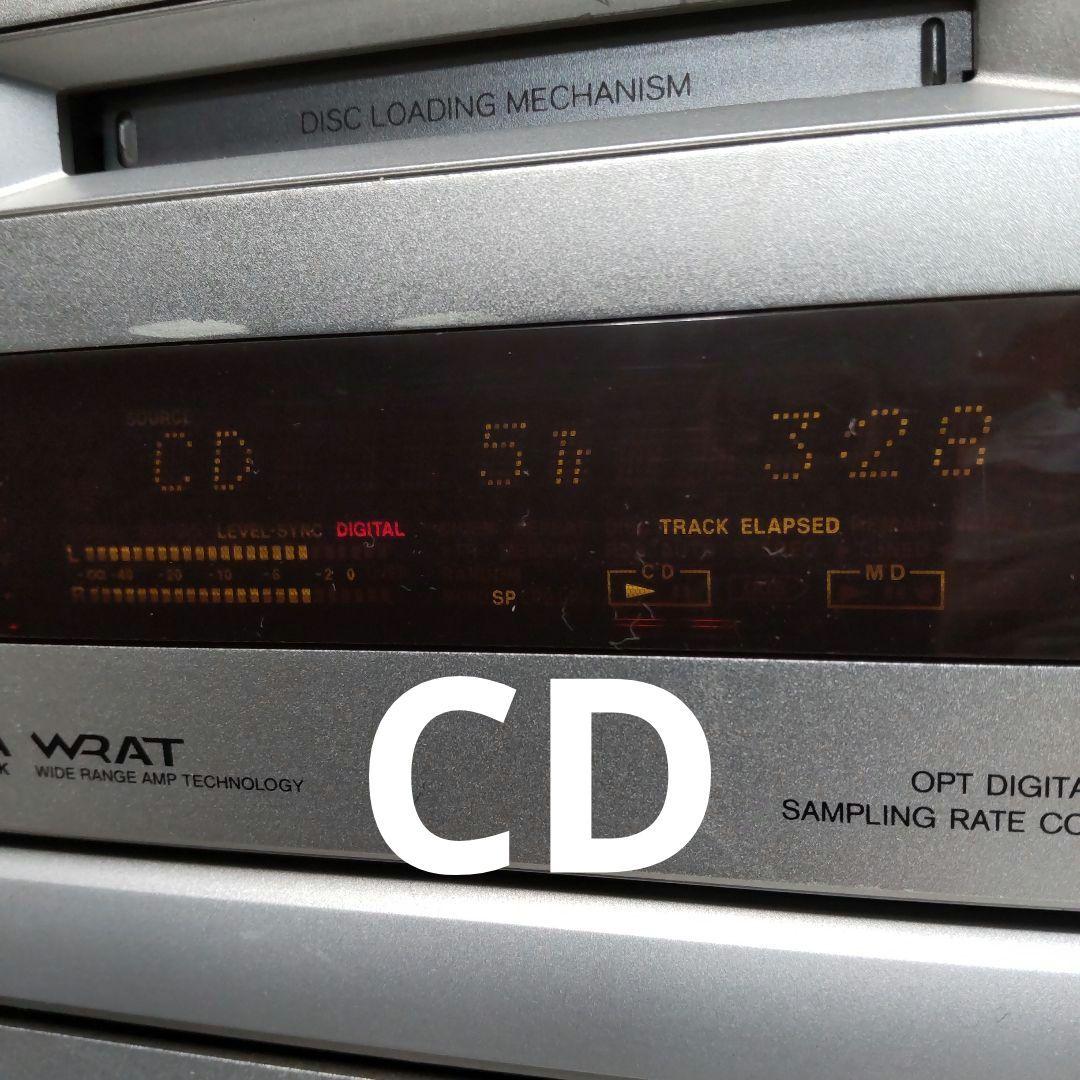 DISC LOADING MECHANISM
SOURCE
CD 5Tr 3:28
LEVEL-SYNC DIGITAL TRACK ELAPSED
L
-∞ -40 -20 -10 -6 -2 0
R SP CD MD
WRAT
WIDE RANGE AMP TECHNOLOGY
CD
OPT DIGITA
SAMPLING RATE CO